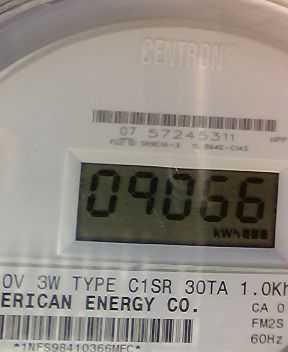 CENTRON®
07 57245311
09066
kWh
0V 3W TYPE C1SR 30TA 1.0Kh
ERICAN ENERGY CO.
CA 0
FM2S
60Hz
*1NFS98410366MEC*